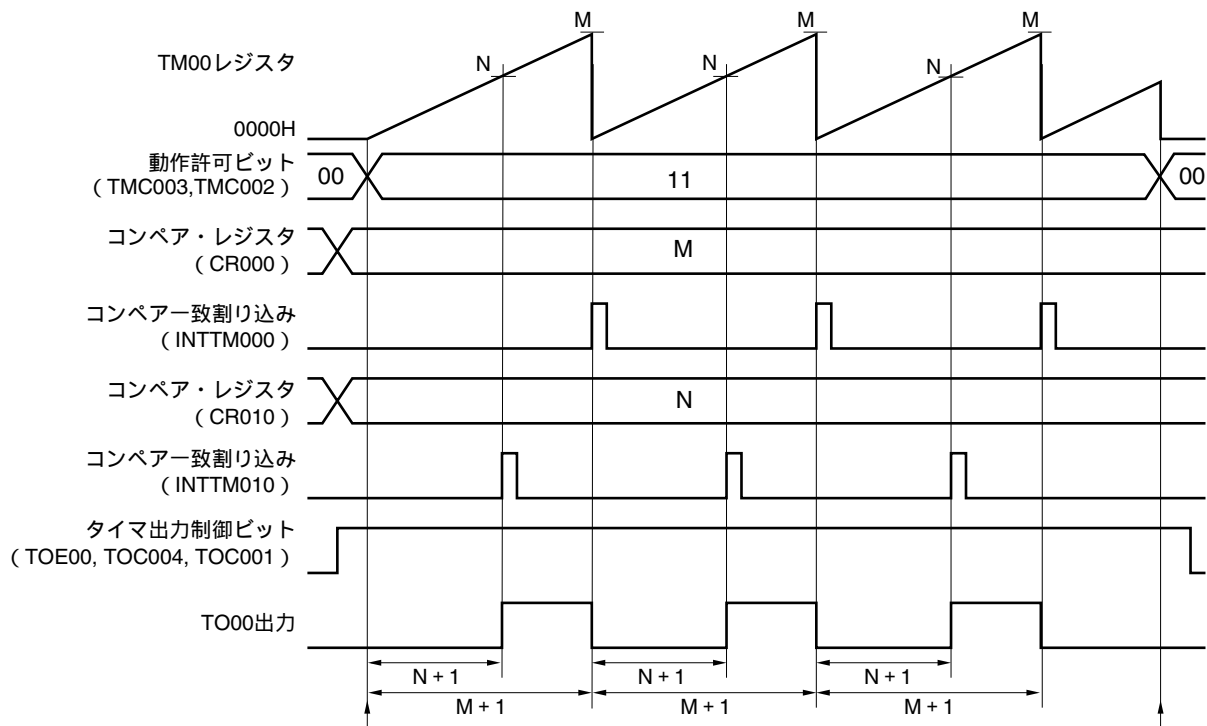 M M M
TM00レジスタ
N N N
0000H
動作許可ビット
（TMC003,TMC002）
00 11 00
コンペア・レジスタ
（CR000）
M
コンペア一致割り込み
（INTTM000）
コンペア・レジスタ
（CR010）
N
コンペア一致割り込み
（INTTM010）
タイマ出力制御ビット
（TOE00, TOC004, TOC001）
TO00出力
N + 1 N + 1 N + 1
M + 1 M + 1 M + 1